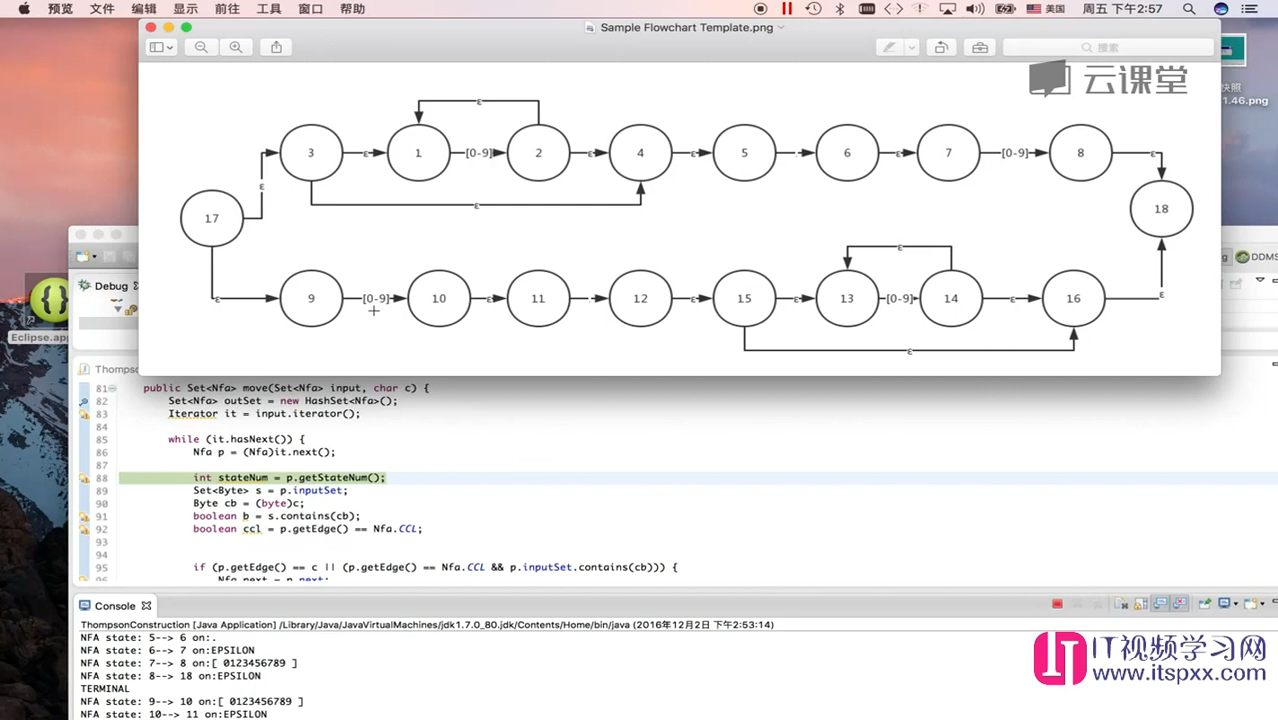 预览 文件 编辑 显示 前往 工具 窗口 帮助 美国 周五 下午2:57
Sample Flowchart Template.png
搜索
云课堂
快照
1.46.png
ε
3 ε 1 [0-9] 2 ε 4 ε 5 . 6 ε 7 [0-9] 8 ε
ε
ε
17
18
ε
ε 9 [0-9] 10 ε 11 . 12 ε 15 ε 13 [0-9] 14 ε 16 ε
ε
Debug
DDMS
Eclipse.app
Thompson
81 public Set<Nfa> move(Set<Nfa> input, char c) {
82 Set<Nfa> outSet = new HashSet<Nfa>();
83 Iterator it = input.iterator();
84
85 while (it.hasNext()) {
86 Nfa p = (Nfa)it.next();
87
88 int stateNum = p.getStateNum();
89 Set<Byte> s = p.inputSet;
90 Byte cb = (byte)c;
91 boolean b = s.contains(cb);
92 boolean ccl = p.getEdge() == Nfa.CCL;
93
94
95 if (p.getEdge() == c || (p.getEdge() == Nfa.CCL && p.inputSet.contains(cb))) {
96 Nfa next = p.next;
Console
ThompsonConstruction [Java Application] /Library/Java/JavaVirtualMachines/jdk1.7.0_80.jdk/Contents/Home/bin/java (2016年12月2日 下午2:53:14)
NFA state: 5--> 6 on:.
NFA state: 6--> 7 on:EPSILON
NFA state: 7--> 8 on:[ 0123456789 ]
NFA state: 8--> 18 on:EPSILON
TERMINAL
NFA state: 9--> 10 on:[ 0123456789 ]
NFA state: 10--> 11 on:EPSILON
IT视频学习网
www.itspxx.com